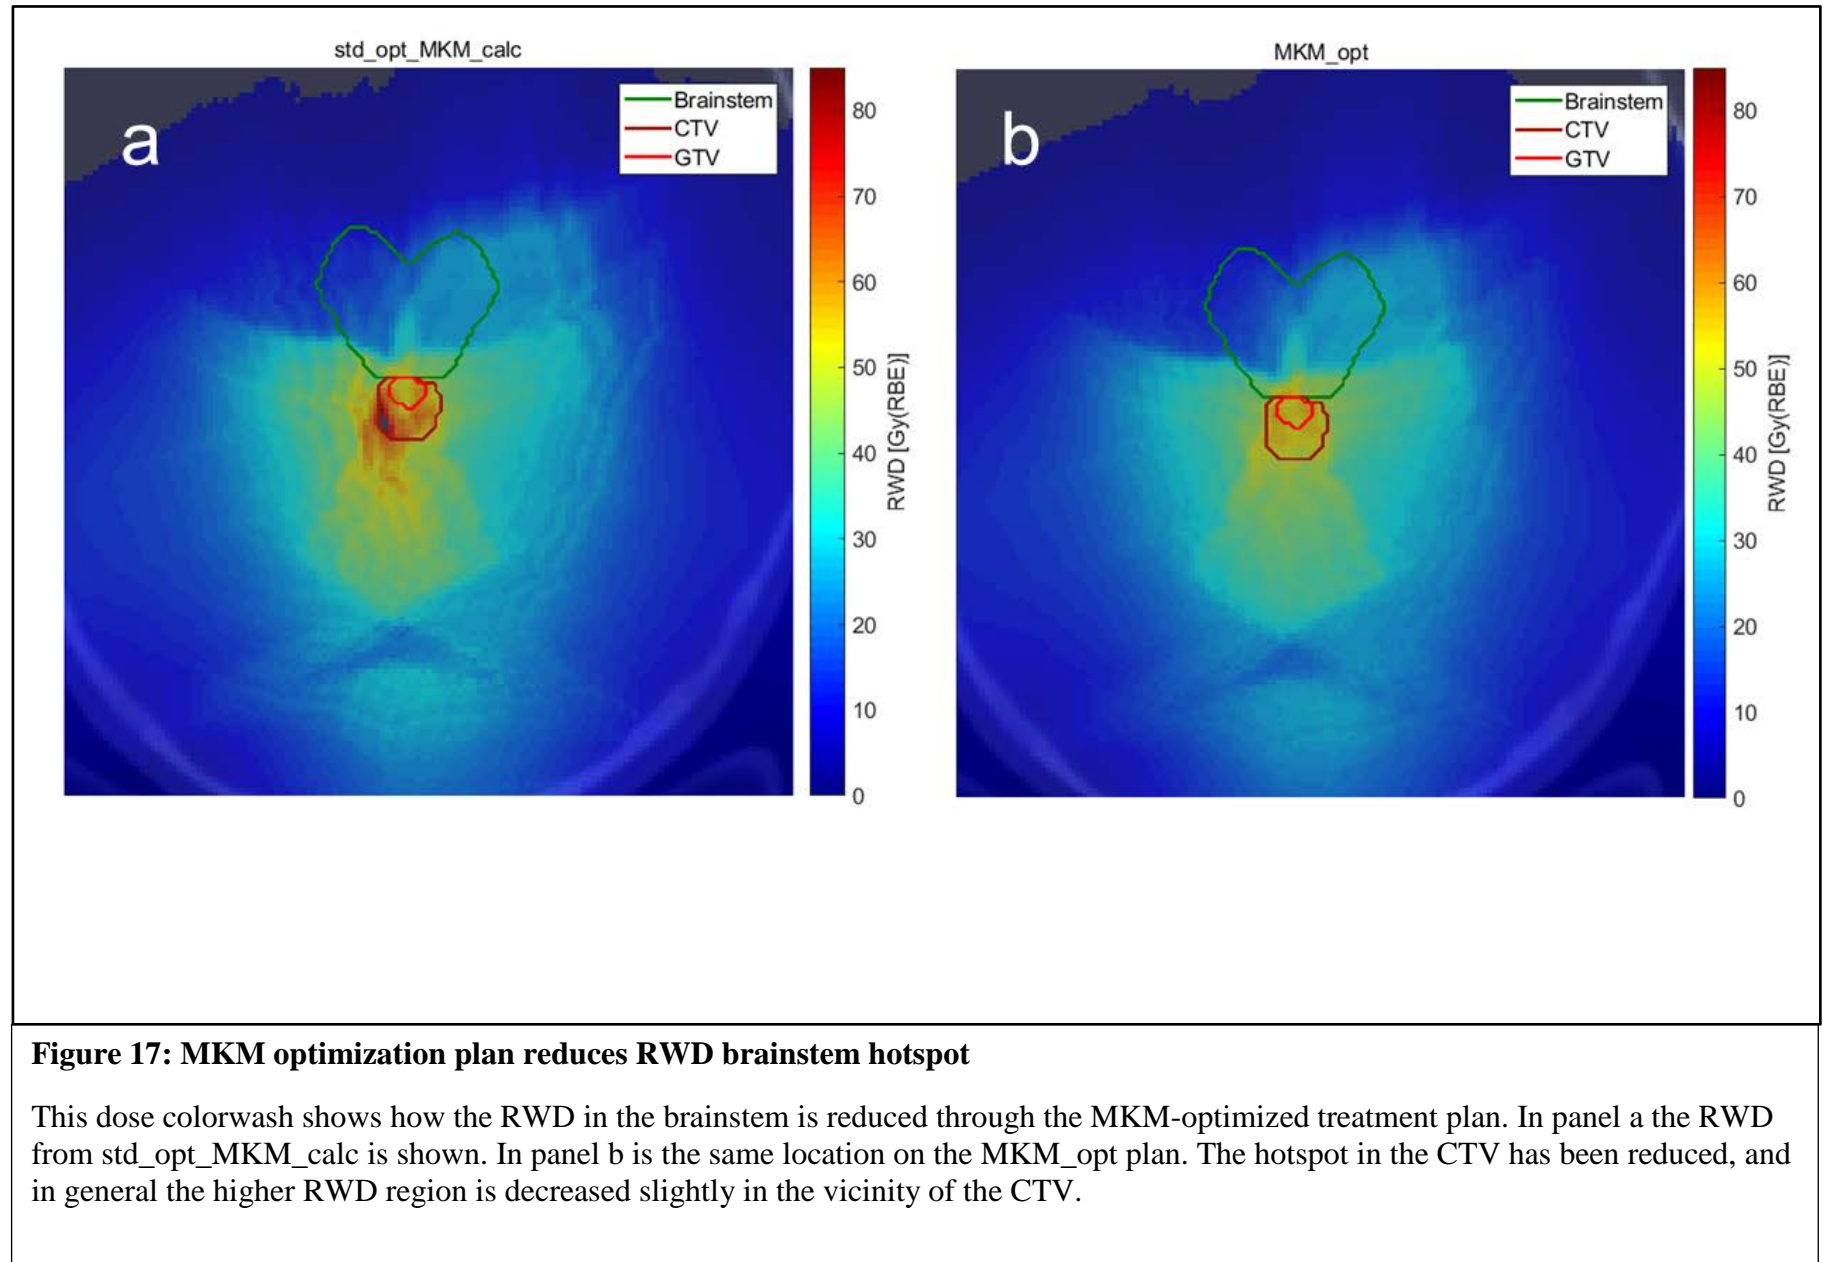 std_opt_MKM_calc
a
Brainstem
CTV
GTV
80
70
60
50
40
30
20
10
0
RWD [Gy(RBE)]
MKM_opt
b
Brainstem
CTV
GTV
80
70
60
50
40
30
20
10
0
RWD [Gy(RBE)]
Figure 17: MKM optimization plan reduces RWD brainstem hotspot
This dose colorwash shows how the RWD in the brainstem is reduced through the MKM-optimized treatment plan. In panel a the RWD
from std_opt_MKM_calc is shown. In panel b is the same location on the MKM_opt plan. The hotspot in the CTV has been reduced, and
in general the higher RWD region is decreased slightly in the vicinity of the CTV.